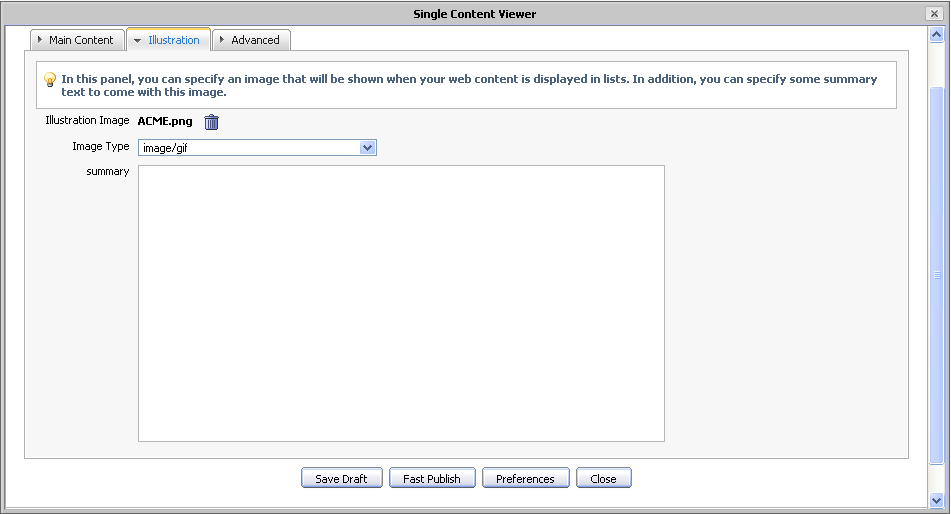 Single Content Viewer
Main Content
Illustration
Advanced
In this panel, you can specify an image that will be shown when your web content is displayed in lists. In addition, you can specify some summary
text to come with this image.
Illustration Image ACME.png
Image Type image/gif
summary
Save Draft
Fast Publish
Preferences
Close